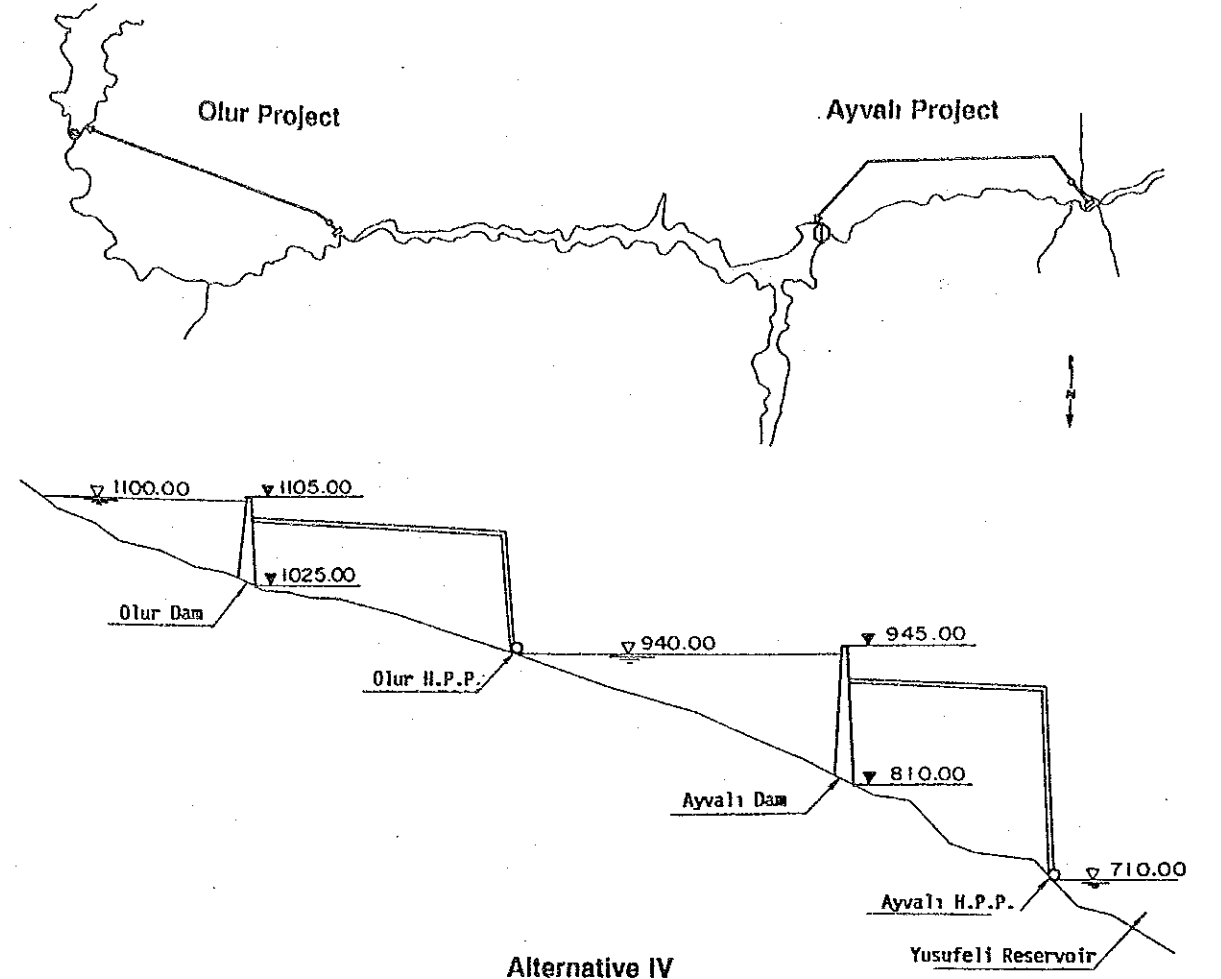 Olur Project
Ayvalı Project
N
1100.00
1105.00
1025.00
Olur Dam
940.00
945.00
Olur H.P.P.
810.00
Ayvalı Dam
710.00
Ayvalı H.P.P.
Yusufeli Reservoir
Alternative IV